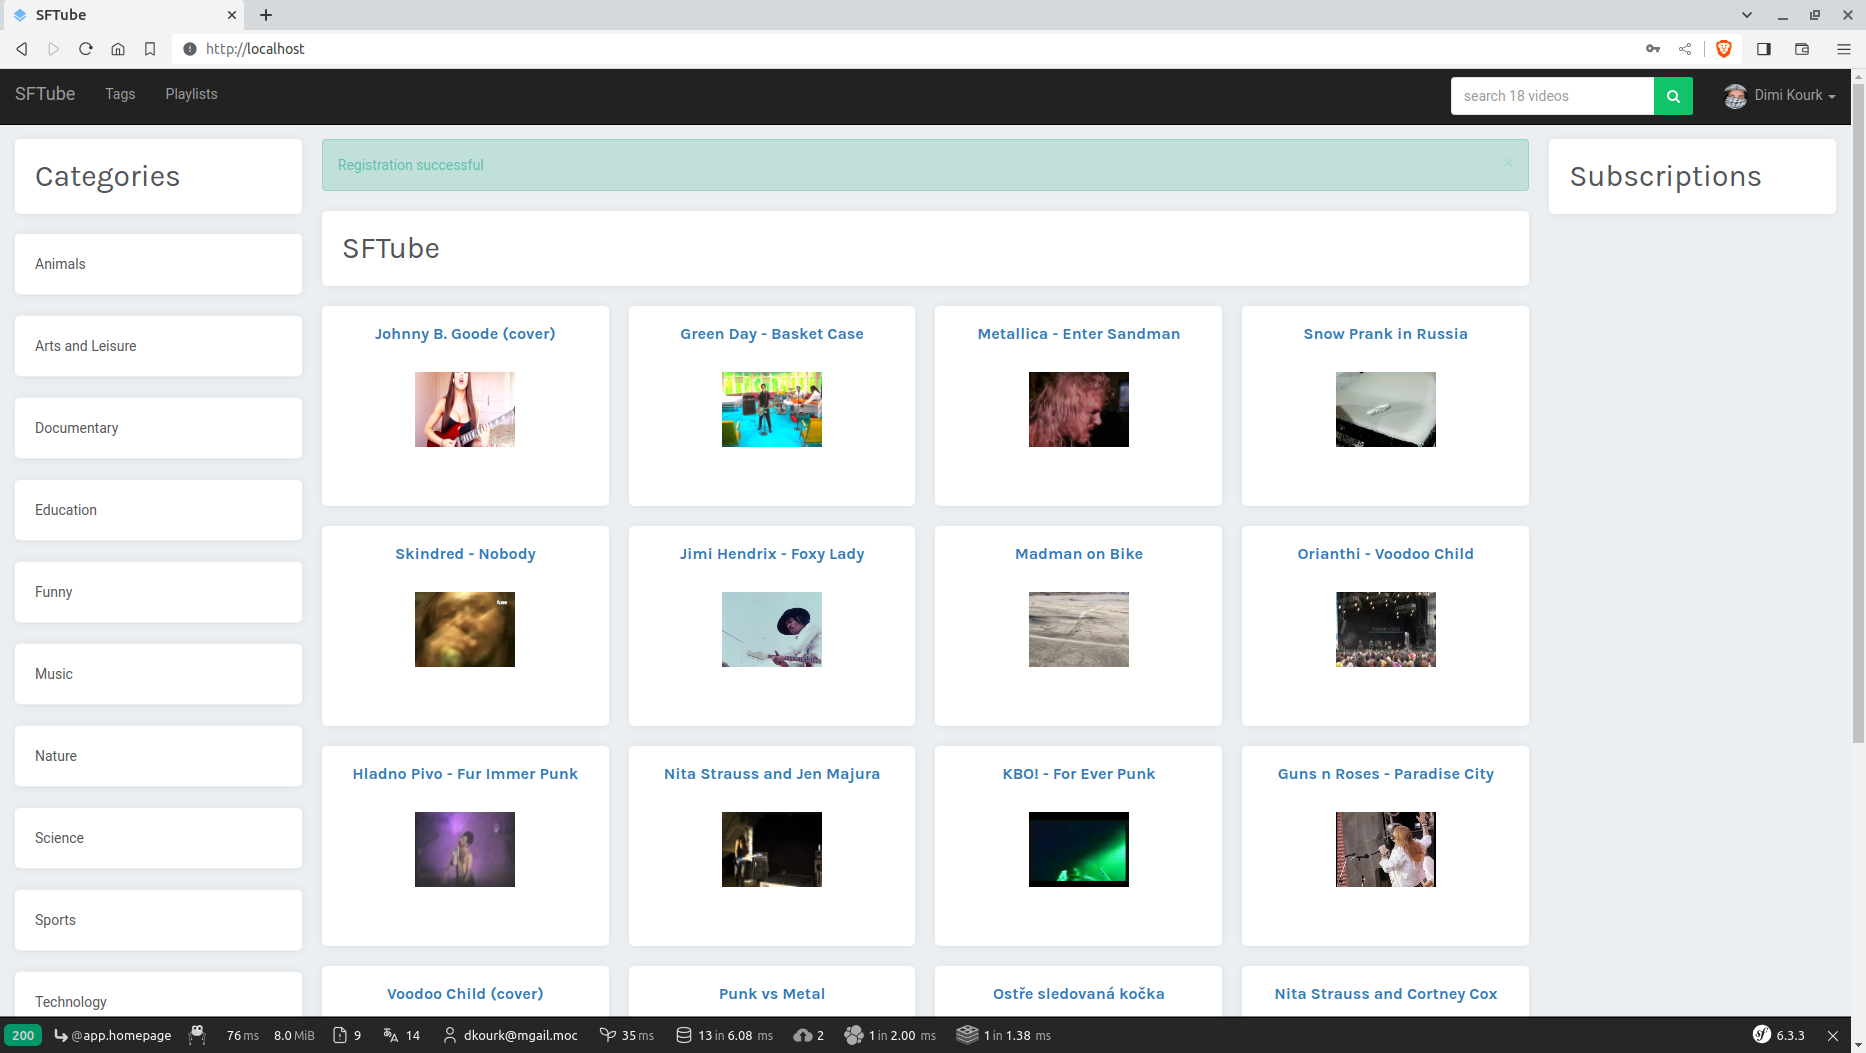 SFTube
http://localhost
SFTube Tags Playlists search 18 videos Dimi Kourk
Categories
Animals
Arts and Leisure
Documentary
Education
Funny
Music
Nature
Science
Sports
Technology
Registration successful ×
SFTube
Johnny B. Goode (cover) Green Day - Basket Case Metallica - Enter Sandman Snow Prank in Russia
Skindred - Nobody Jimi Hendrix - Foxy Lady Madman on Bike Orianthi - Voodoo Child
Hladno Pivo - Fur Immer Punk Nita Strauss and Jen Majura KBO! - For Ever Punk Guns n Roses - Paradise City
Voodoo Child (cover) Punk vs Metal Ostře sledovaná kočka Nita Strauss and Cortney Cox
Subscriptions
200 @app.homepage 76 ms 8.0 MiB 9 14 dkourk@mgail.moc 35 ms 13 in 6.08 ms 2 1 in 2.00 ms 1 in 1.38 ms 6.3.3